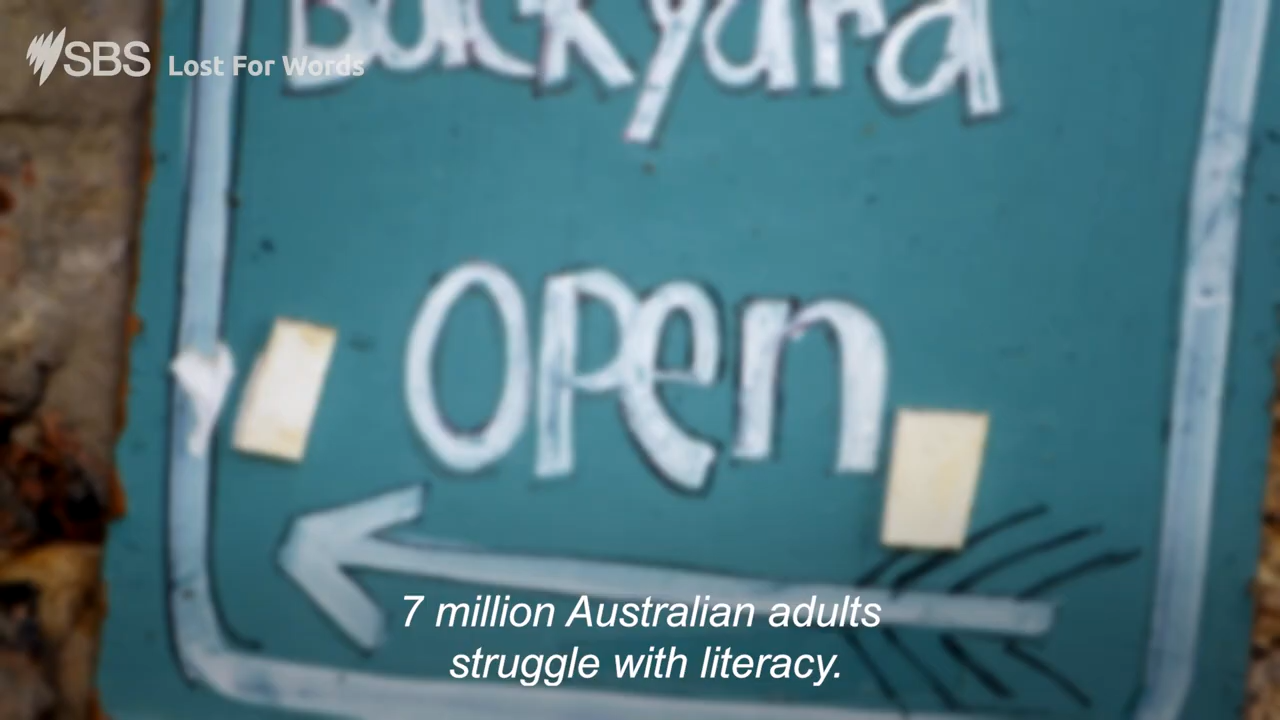 SBS Lost For Words
Backyard
Open
7 million Australian adults
struggle with literacy.